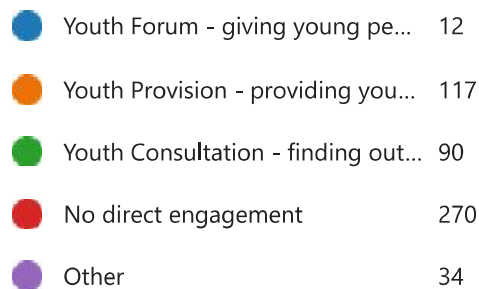 Youth Forum - giving young pe... 12
Youth Provision - providing you... 117
Youth Consultation - finding out... 90
No direct engagement 270
Other 34